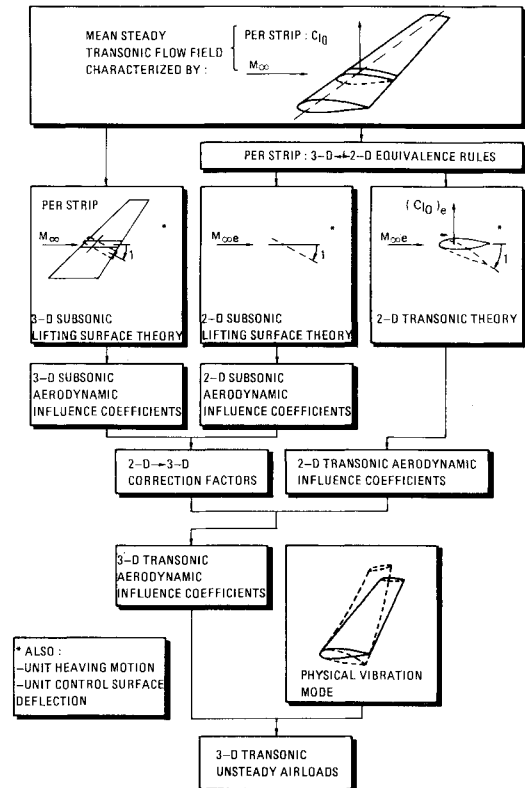 MEAN STEADY
TRANSONIC FLOW FIELD
CHARACTERIZED BY :
PER STRIP : Cl0
M∞
PER STRIP : 3-D ↔ 2-D EQUIVALENCE RULES
PER STRIP
M∞
1
3-D SUBSONIC
LIFTING SURFACE THEORY
*
M∞e
1
2-D SUBSONIC
LIFTING SURFACE THEORY
(Cl0)e
*
M∞e
1
2-D TRANSONIC THEORY
3-D SUBSONIC
AERODYNAMIC
INFLUENCE COEFFICIENTS
2-D SUBSONIC
AERODYNAMIC
INFLUENCE COEFFICIENTS
2-D → 3-D
CORRECTION FACTORS
2-D TRANSONIC AERODYNAMIC
INFLUENCE COEFFICIENTS
3-D TRANSONIC
AERODYNAMIC
INFLUENCE COEFFICIENTS
PHYSICAL VIBRATION
MODE
* ALSO :
-UNIT HEAVING MOTION
-UNIT CONTROL SURFACE
DEFLECTION
3-D TRANSONIC
UNSTEADY AIRLOADS